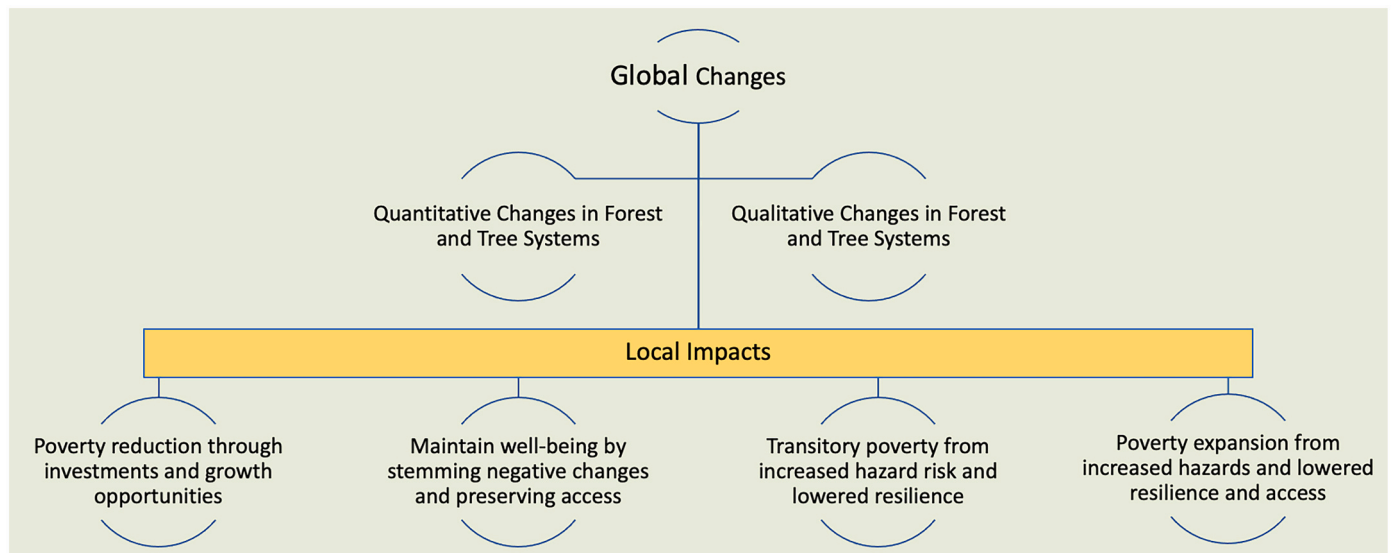 Global Changes
Quantitative Changes in Forest
and Tree Systems
Qualitative Changes in Forest
and Tree Systems
Local Impacts
Poverty reduction through
investments and growth
opportunities
Maintain well-being by
stemming negative changes
and preserving access
Transitory poverty from
increased hazard risk and
lowered resilience
Poverty expansion from
increased hazards and lowered
resilience and access